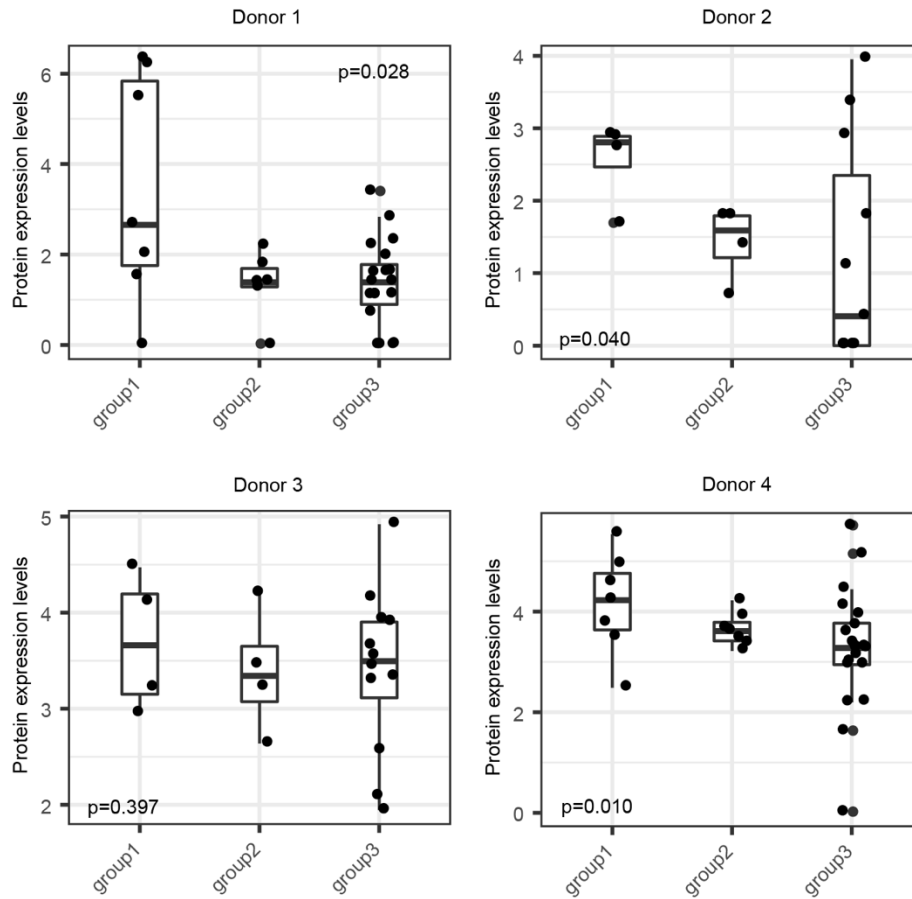 Donor 1
Protein expression levels
6
4
2
0
p=0.028
group1
group2
group3
Donor 2
Protein expression levels
4
3
2
1
0
p=0.040
group1
group2
group3
Donor 3
Protein expression levels
5
4
3
2
p=0.397
group1
group2
group3
Donor 4
Protein expression levels
4
2
0
p=0.010
group1
group2
group3